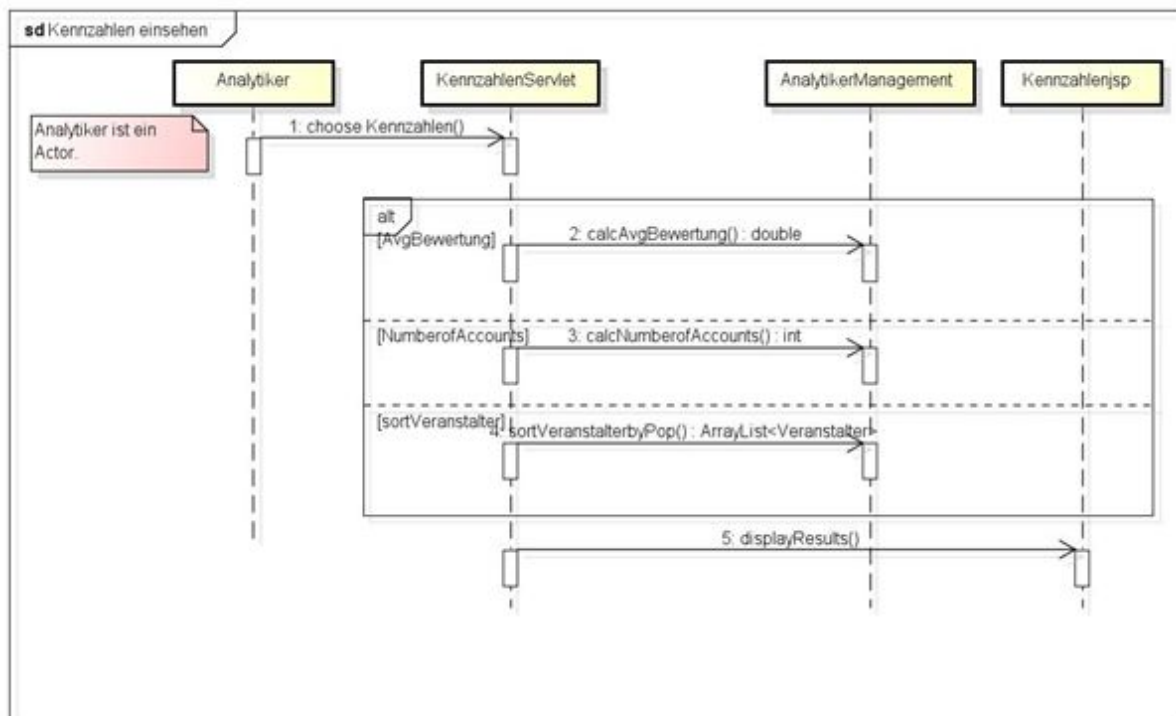 sd Kennzahlen einsehen
Analytiker
KennzahlenServlet
AnalytikerManagement
Kennzahlenjsp
Analytiker ist ein
Actor.
1: choose Kennzahlen()
alt
[AvgBewertung]
2: calcAvgBewertung() : double
[NumberofAccounts]
3: calcNumberofAccounts() : int
[sortVeranstalter]
4: sortVeranstalterbyPop() : ArrayList<Veranstalter>
5: displayResults()